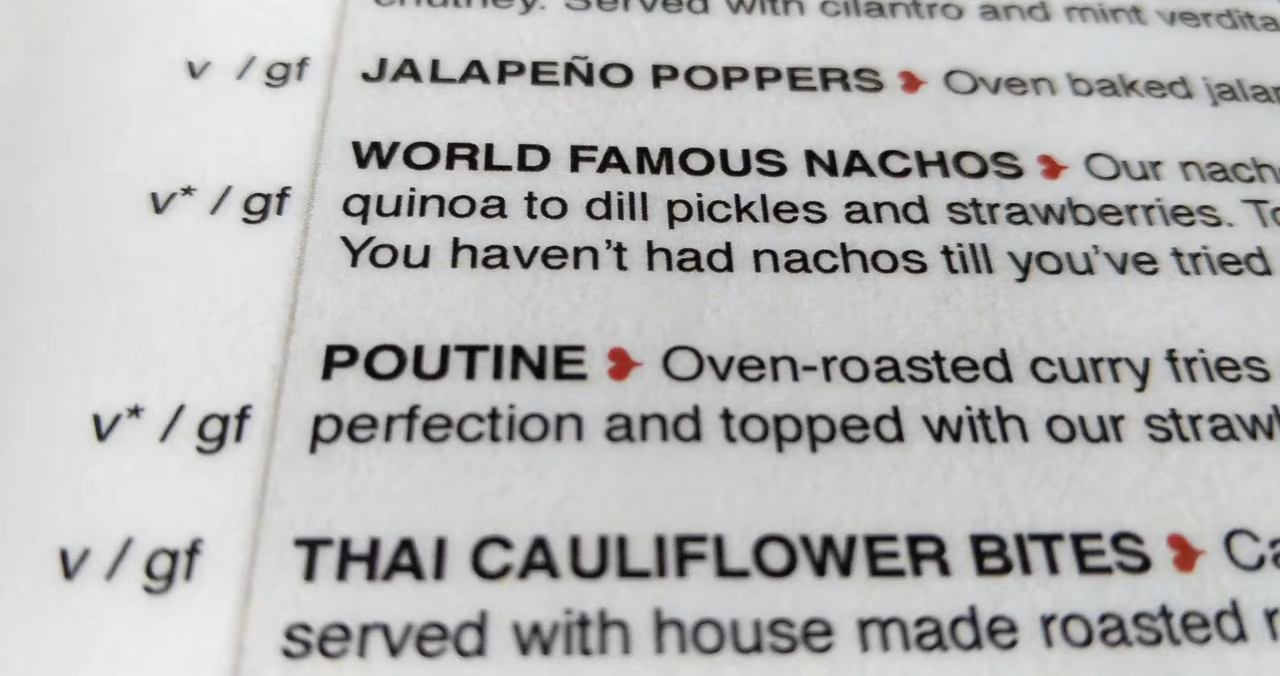 chutney. Served with cilantro and mint verdita
v / gf JALAPEÑO POPPERS Oven baked jalap
WORLD FAMOUS NACHOS Our nach
v* / gf quinoa to dill pickles and strawberries. To
You haven't had nachos till you've tried
POUTINE Oven-roasted curry fries
v* / gf perfection and topped with our straw
v / gf THAI CAULIFLOWER BITES Ca
served with house made roasted r